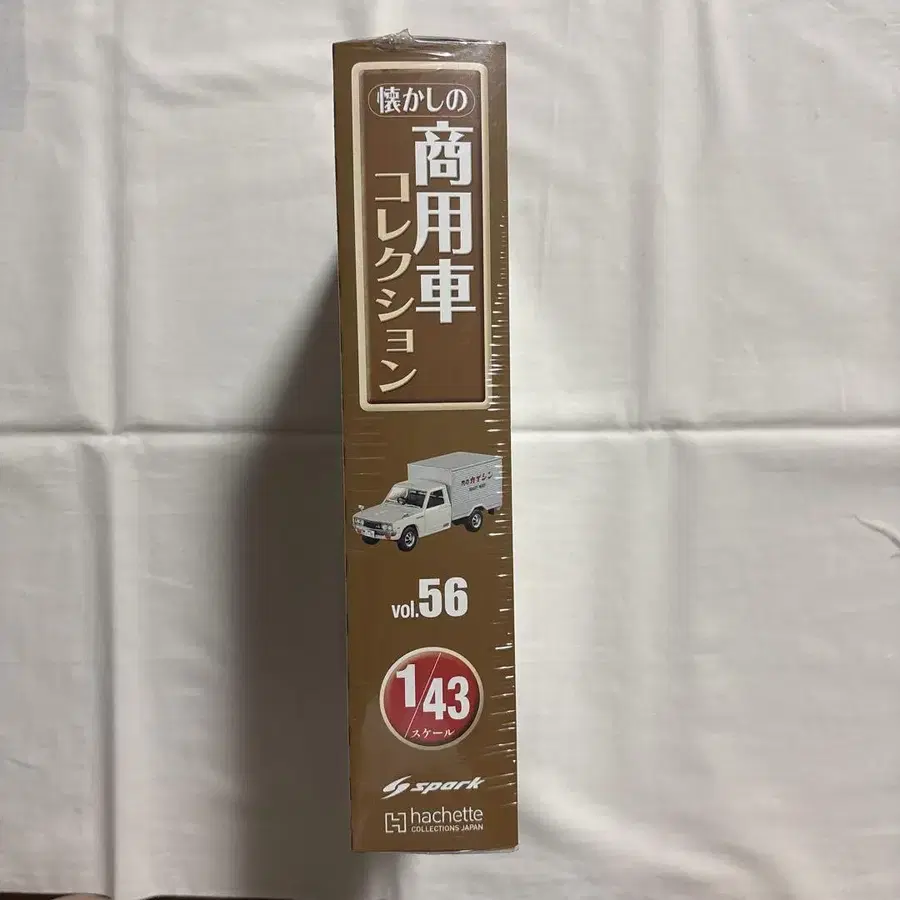 懐かしの
商用車
コレクション
vol.56
1/43
スケール
spark
hachette
COLLECTIONS JAPAN